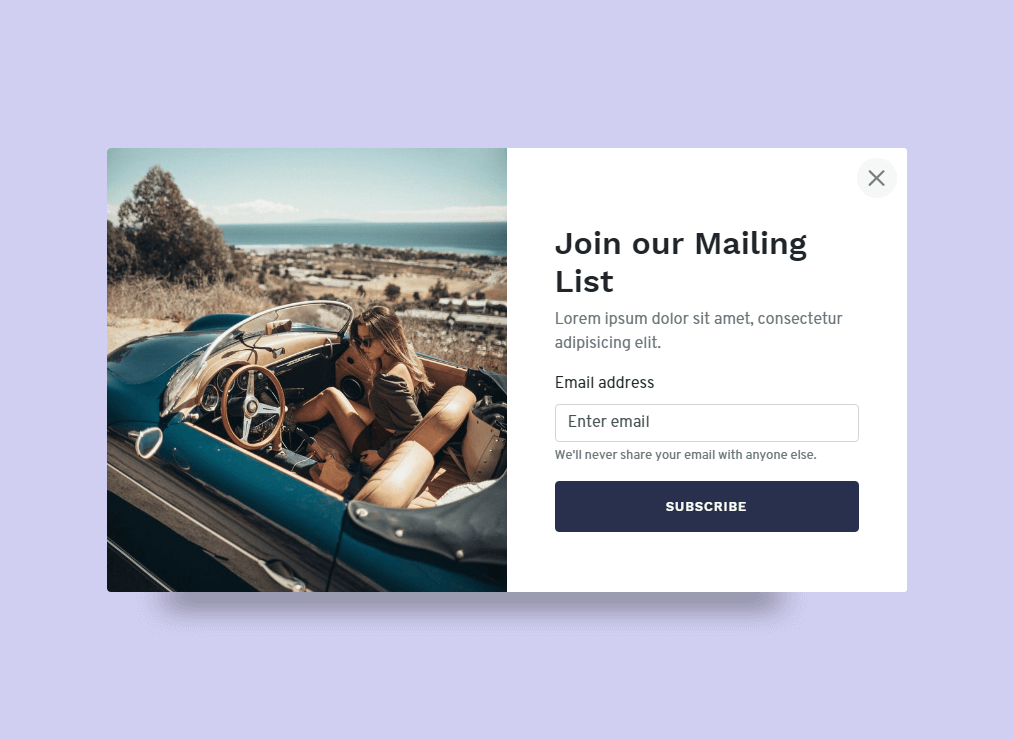 Join our Mailing
List
Lorem ipsum dolor sit amet, consectetur
adipisicing elit.
Email address
Enter email
We'll never share your email with anyone else.
SUBSCRIBE